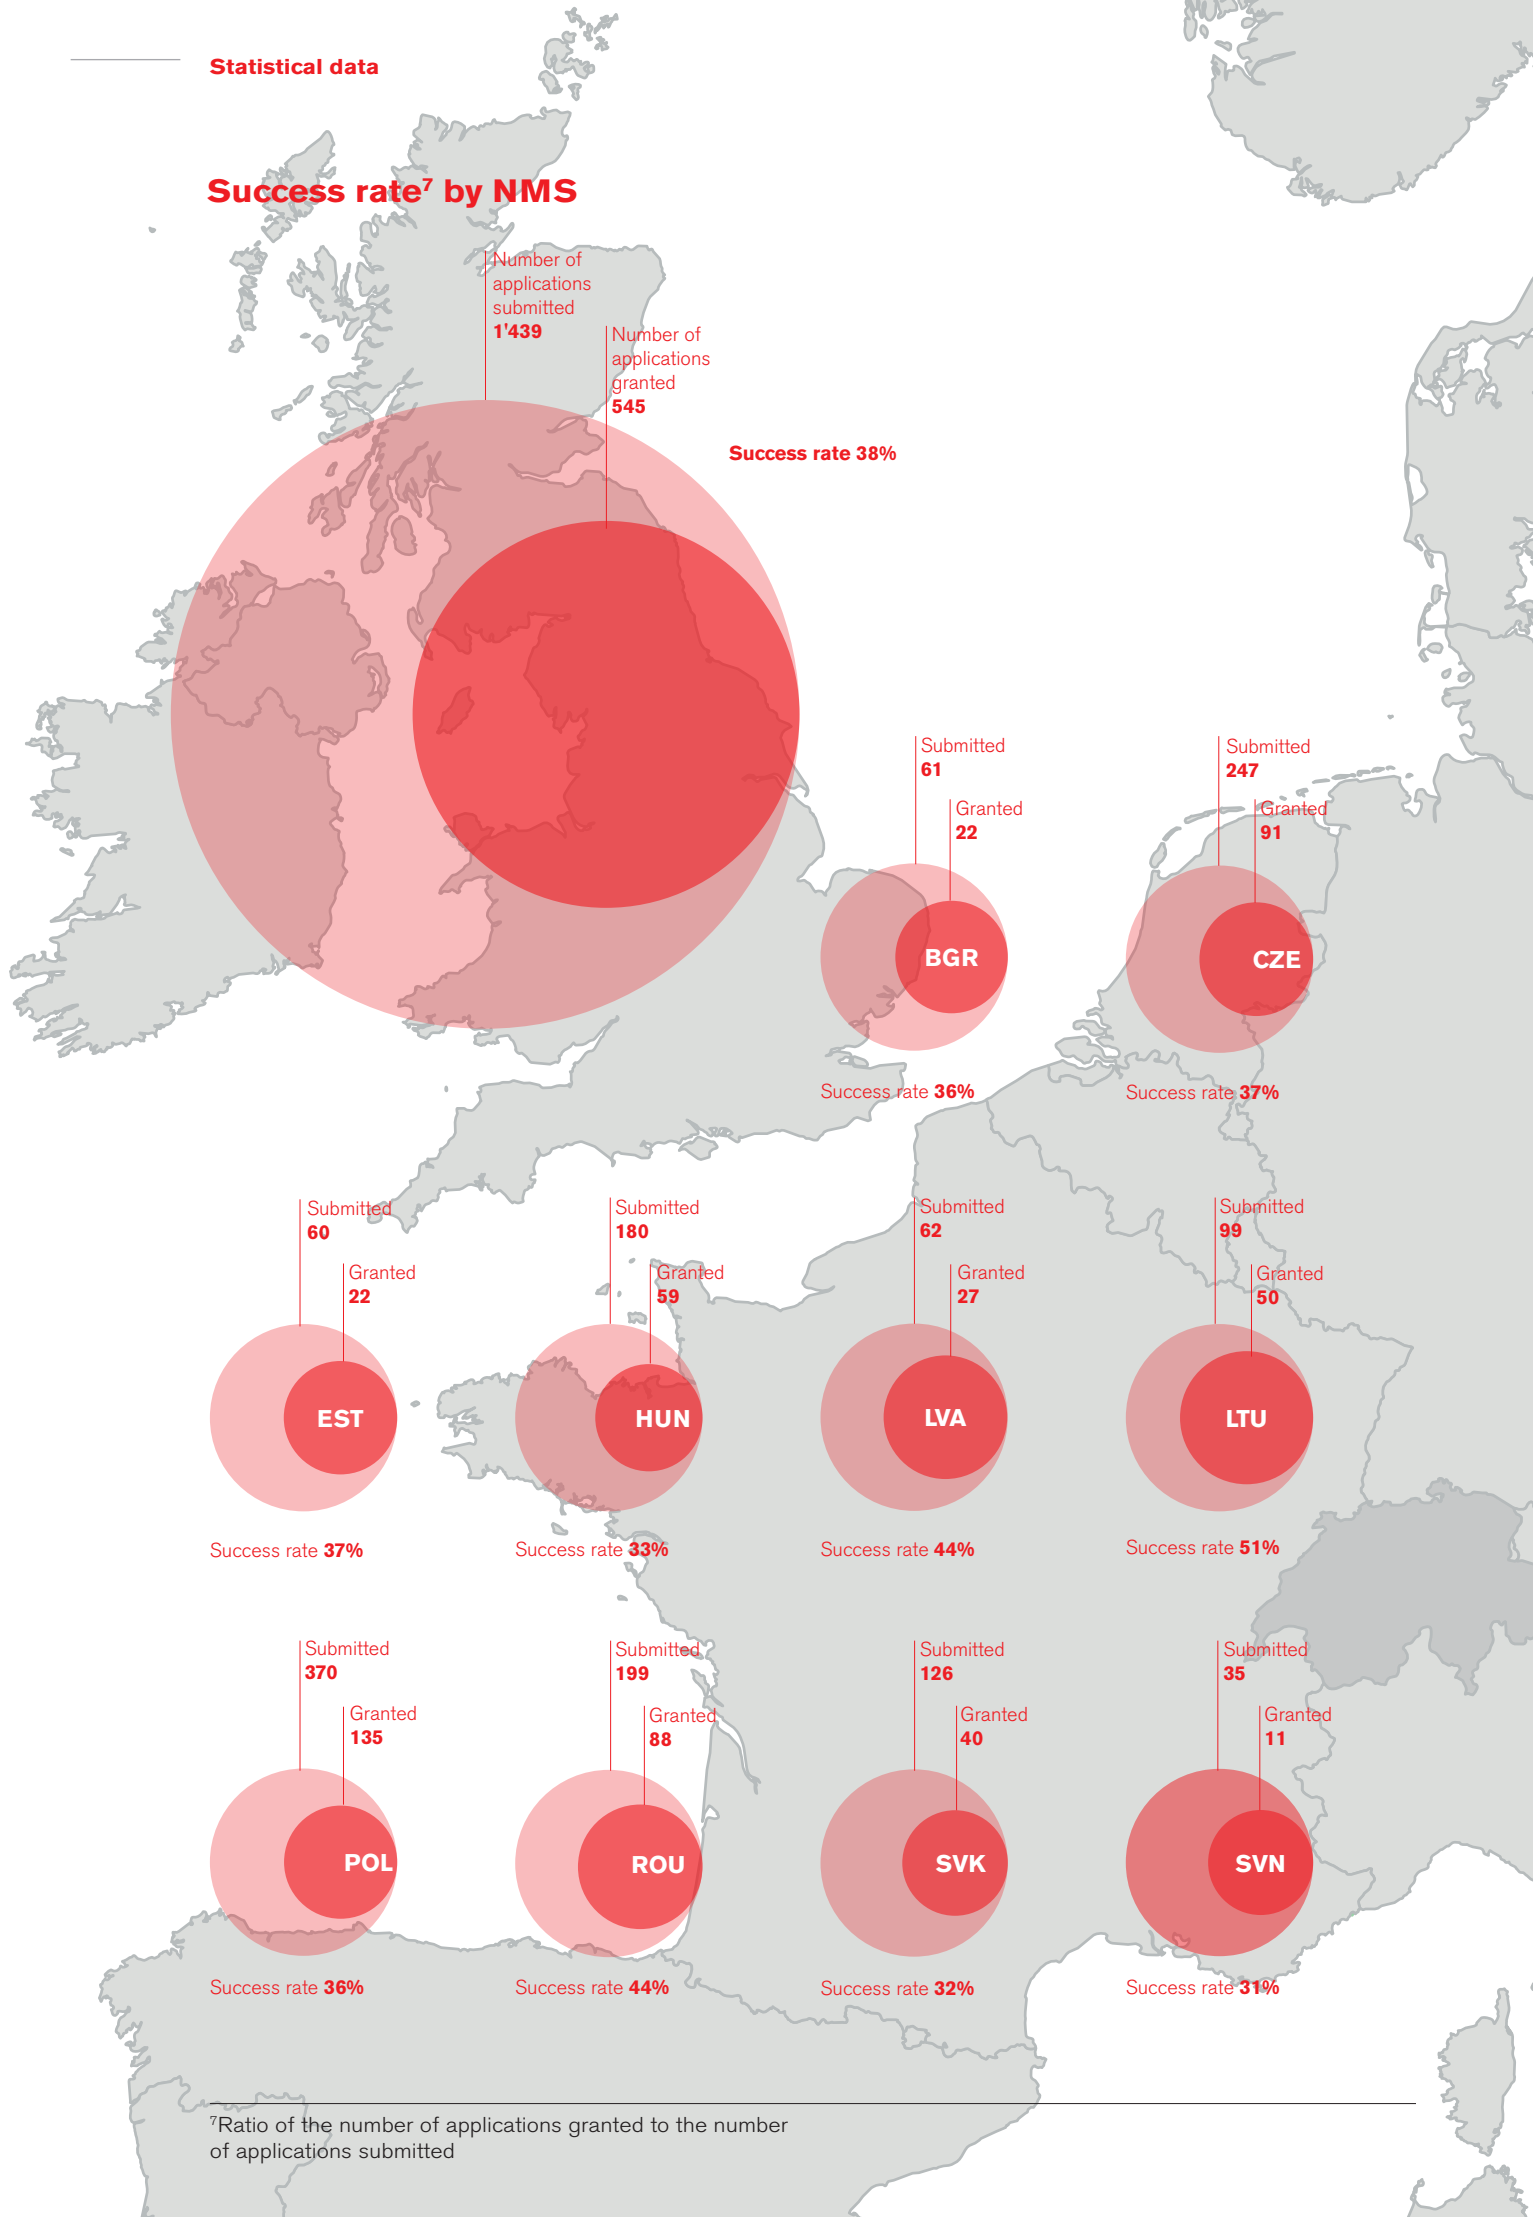 Statistical data
Success rate⁷ by NMS
Number of
applications
submitted
1'439
Number of
applications
granted
545
Success rate 38%
Submitted
61
Granted
22
BGR
Success rate 36%
Submitted
247
Granted
91
CZE
Success rate 37%
Submitted
60
Granted
22
EST
Success rate 37%
Submitted
180
Granted
59
HUN
Success rate 33%
Submitted
62
Granted
27
LVA
Success rate 44%
Submitted
99
Granted
50
LTU
Success rate 51%
Submitted
370
Granted
135
POL
Success rate 36%
Submitted
199
Granted
88
ROU
Success rate 44%
Submitted
126
Granted
40
SVK
Success rate 32%
Submitted
35
Granted
11
SVN
Success rate 31%
⁷Ratio of the number of applications granted to the number
of applications submitted